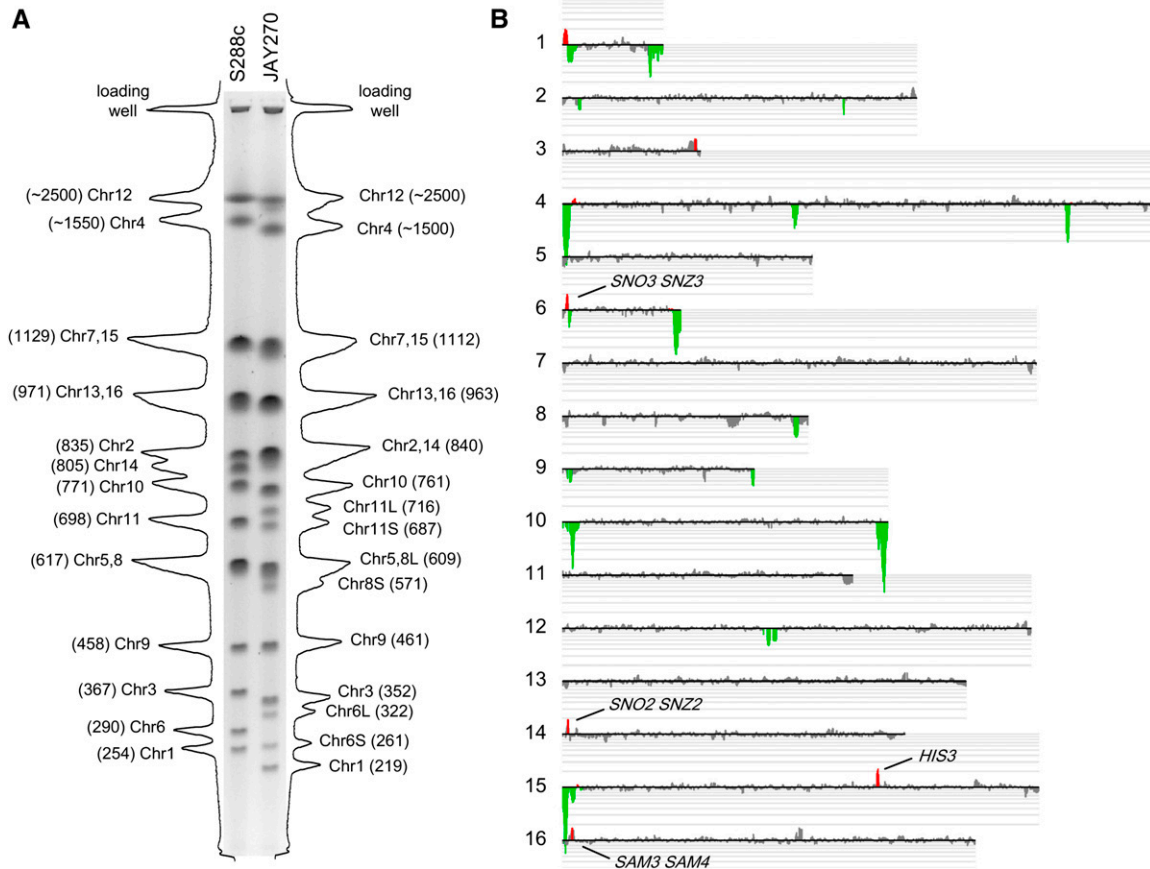 A
S288c
JAY270
loading
well
loading
well
(~2500) Chr12
(~1550) Chr4
(1129) Chr7,15
(971) Chr13,16
(835) Chr2
(805) Chr14
(771) Chr10
(698) Chr11
(617) Chr5,8
(458) Chr9
(367) Chr3
(290) Chr6
(254) Chr1
Chr12 (~2500)
Chr4 (~1500)
Chr7,15 (1112)
Chr13,16 (963)
Chr2,14 (840)
Chr10 (761)
Chr11L (716)
Chr11S (687)
Chr5,8L (609)
Chr8S (571)
Chr9 (461)
Chr3 (352)
Chr6L (322)
Chr6S (261)
Chr1 (219)
B
1
2
3
4
5
SNO3 SNZ3
6
7
8
9
10
11
12
13
SNO2 SNZ2
14
HIS3
15
16
SAM3 SAM4